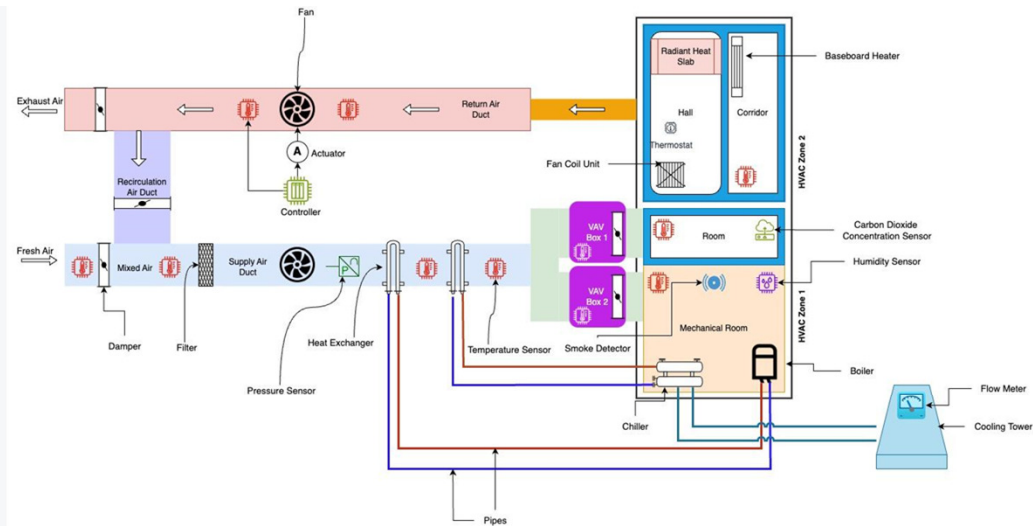 Fan
Exhaust Air
Return Air
Duct
Actuator
A
Controller
Recirculation
Air Duct
Radiant Heat
Slab
Baseboard
Heater
Hall
Corridor
Thermostat
Fan Coil Unit
HVAC Zone 2
Fresh Air
Mixed Air
Supply Air
Duct
P
VAV
Box 1
VAV
Box 2
Room
Carbon Dioxide
Concentration Sensor
Humidity Sensor
HVAC Zone 1
Mechanical Room
Damper
Filter
Pressure Sensor
Heat Exchanger
Temperature Sensor
Smoke Detector
Boiler
Chiller
Flow Meter
Cooling Tower
Pipes